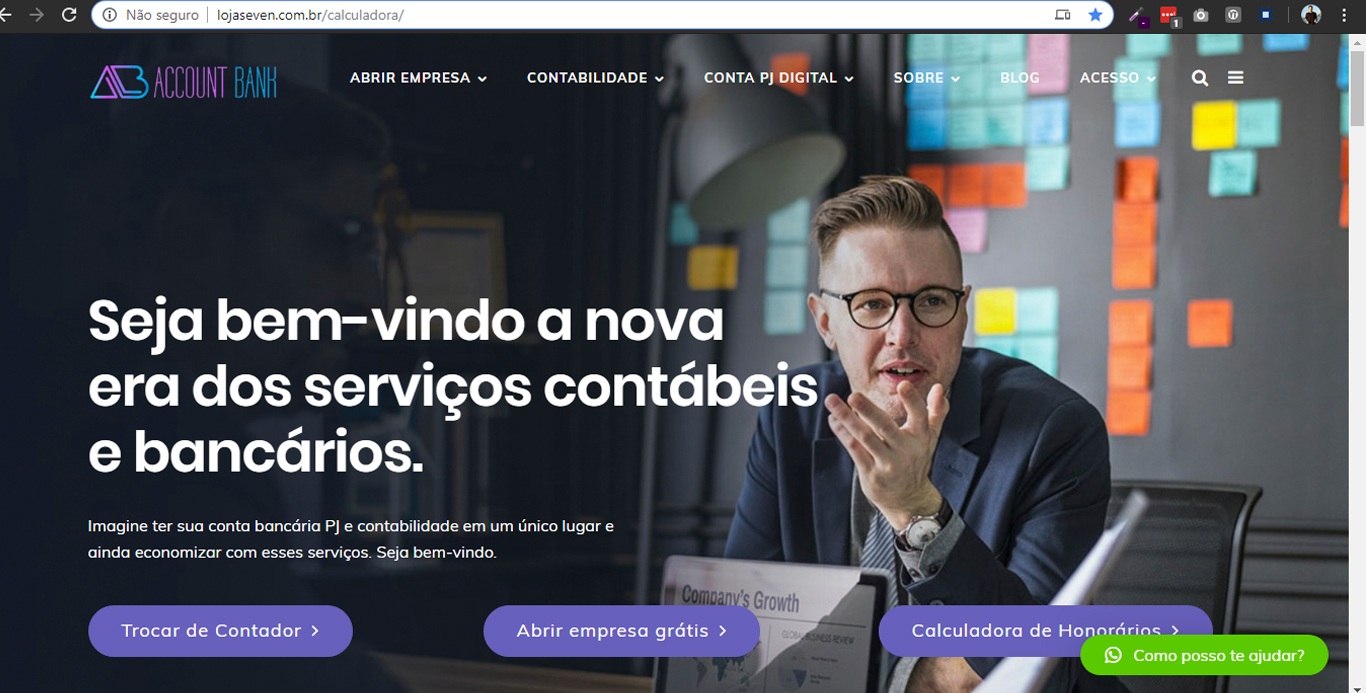 Não seguro
lojaseven.com.br/calculadora/
1
ACCOUNT BANK
ABRIR EMPRESA
CONTABILIDADE
CONTA PJ DIGITAL
SOBRE
BLOG
ACESSO
Seja bem-vindo a nova
era dos serviços contábeis
e bancários.
Imagine ter sua conta bancária PJ e contabilidade em um único lugar e
ainda economizar com esses serviços. Seja bem-vindo.
Company's Growth
GLOBAL BUSINESS REVIEW
Trocar de Contador
Abrir empresa grátis
Calculadora de Honorários
Como posso te ajudar?